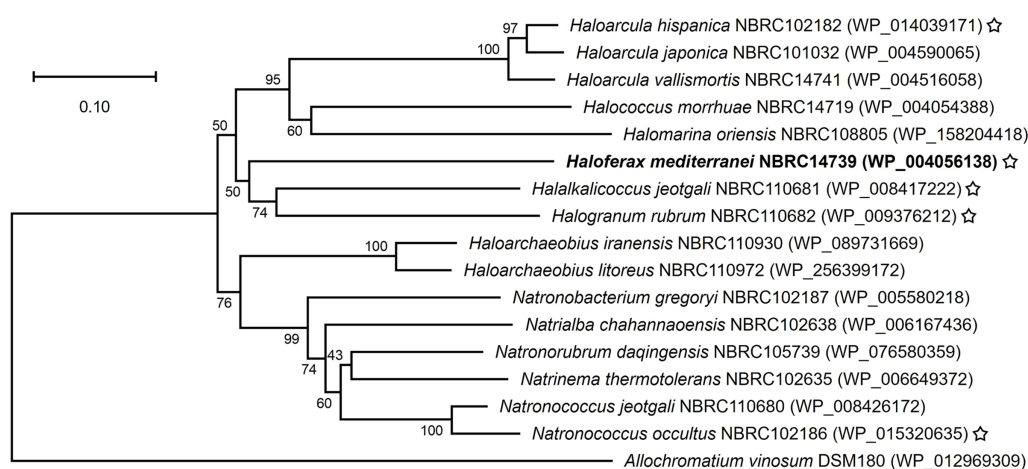 Haloarcula hispanica NBRC102182 (WP_014039171) ☆
97
100
Haloarcula japonica NBRC101032 (WP_004590065)
95
Haloarcula vallismortis NBRC14741 (WP_004516058)
0.10
Halococcus morrhuae NBRC14719 (WP_004054388)
50
60
Halomarina oriensis NBRC108805 (WP_158204418)
Haloferax mediterranei NBRC14739 (WP_004056138) ☆
50
Halalkalicoccus jeotgali NBRC110681 (WP_008417222) ☆
74
Halogranum rubrum NBRC110682 (WP_009376212) ☆
100
Haloarchaeobius iranensis NBRC110930 (WP_089731669)
Haloarchaeobius litoreus NBRC110972 (WP_256399172)
76
Natronobacterium gregoryi NBRC102187 (WP_005580218)
Natrialba chahannaoensis NBRC102638 (WP_006167436)
99
43
Natronorubrum daqingensis NBRC105739 (WP_076580359)
74
Natrinema thermotolerans NBRC102635 (WP_006649372)
60
Natronococcus jeotgali NBRC110680 (WP_008426172)
100
Natronococcus occultus NBRC102186 (WP_015320635) ☆
Allochromatium vinosum DSM180 (WP_012969309)